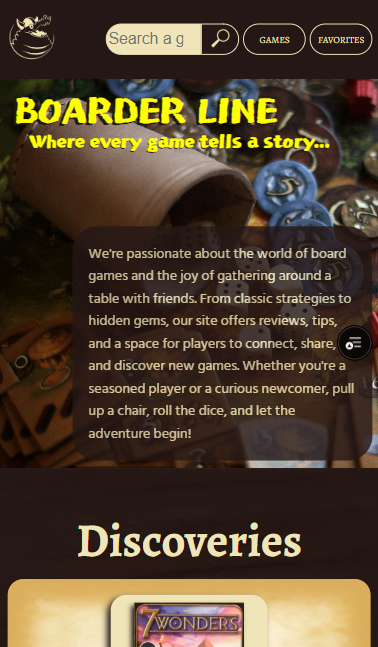 Search a g
GAMES
FAVORITES
BOARDER LINE
Where every game tells a story...
We're passionate about the world of board
games and the joy of gathering around a
table with friends. From classic strategies to
hidden gems, our site offers reviews, tips,
and a space for players to connect, share,
and discover new games. Whether you're a
seasoned player or a curious newcomer, pull
up a chair, roll the dice, and let the
adventure begin!
Discoveries
7 WONDERS